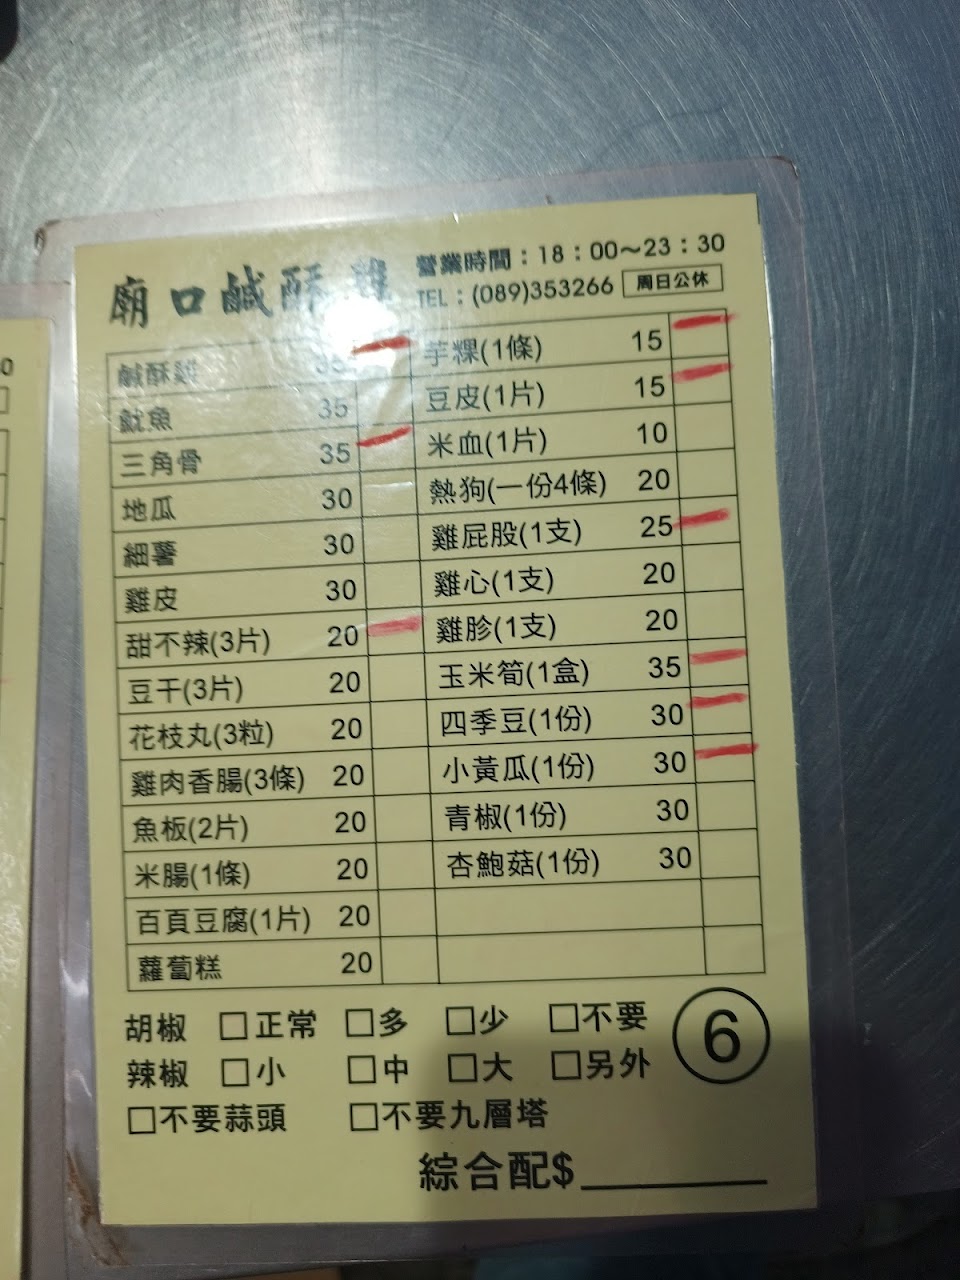 廟口鹹酥雞
營業時間：18：00～23：30
TEL：(089)353266 周日公休
鹹酥雞 35
魷魚 35
三角骨 35
地瓜 30
細薯 30
雞皮 30
甜不辣(3片) 20
豆干(3片) 20
花枝丸(3粒) 20
雞肉香腸(3條) 20
魚板(2片) 20
米腸(1條) 20
百頁豆腐(1片) 20
蘿蔔糕 20
芋粿(1條) 15
豆皮(1片) 15
米血(1片) 10
熱狗(一份4條) 20
雞屁股(1支) 25
雞心(1支) 20
雞胗(1支) 20
玉米筍(1盒) 35
四季豆(1份) 30
小黃瓜(1份) 30
青椒(1份) 30
杏鮑菇(1份) 30
胡椒 □正常 □多 □少 □不要
辣椒 □小 □中 □大 □另外
□不要蒜頭 □不要九層塔
6
綜合配$